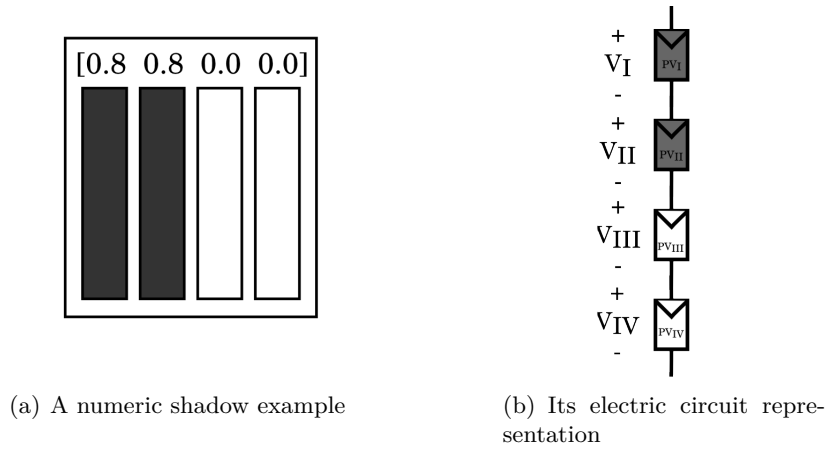 [0.8 0.8 0.0 0.0]
(a) A numeric shadow example
+
VI
-
PVI
+
VII
-
PVII
+
VIII
-
PVIII
+
VIV
-
PVIV
(b) Its electric circuit repre-
sentation